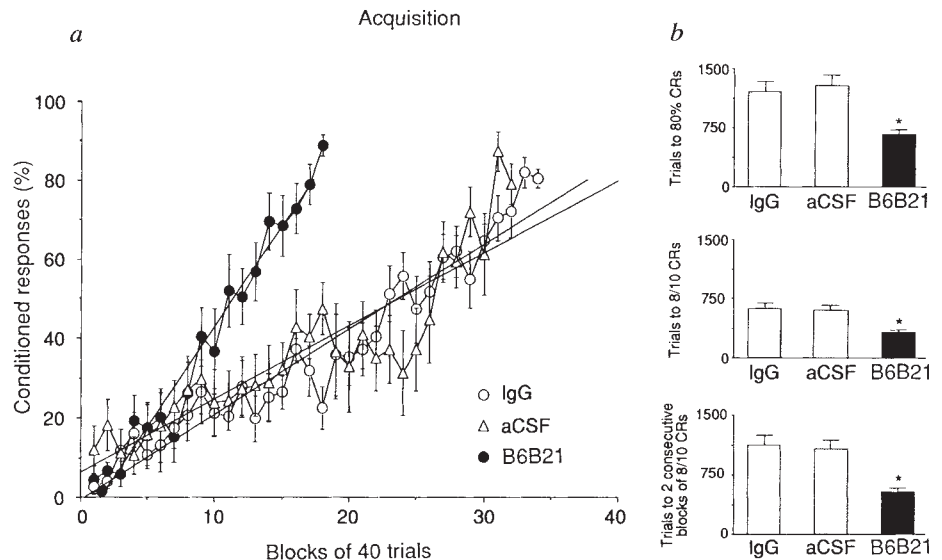 Acquisition
a
100
80
60
40
20
0
Conditioned responses (%)
0
10
20
30
40
Blocks of 40 trials
IgG
aCSF
B6B21
b
1500
750
0
Trials to 80% CRs
*
IgG aCSF B6B21
1500
750
0
Trials to 8/10 CRs
*
IgG aCSF B6B21
1500
750
0
Trials to 2 consecutive
blocks of 8/10 CRs
*
IgG aCSF B6B21